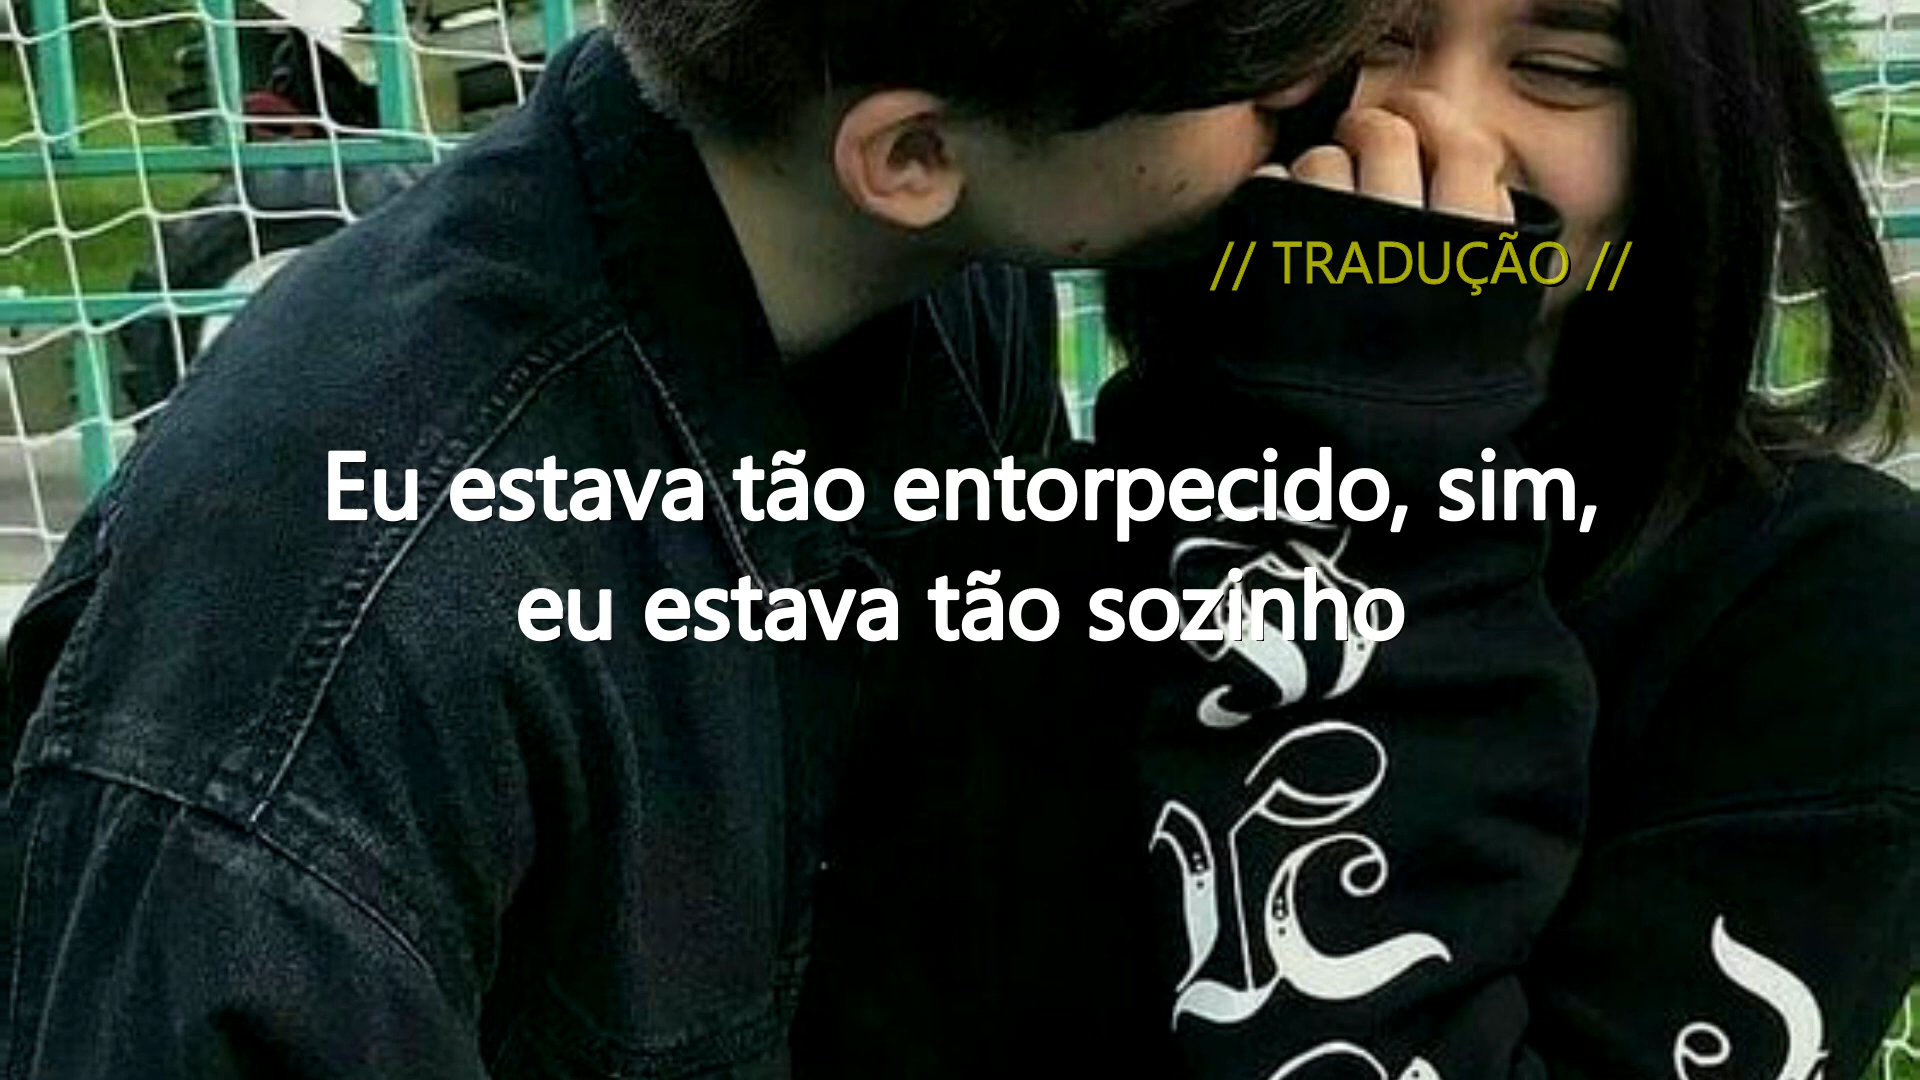 // TRADUÇÃO //
Eu estava tão entorpecido, sim,
eu estava tão sozinho